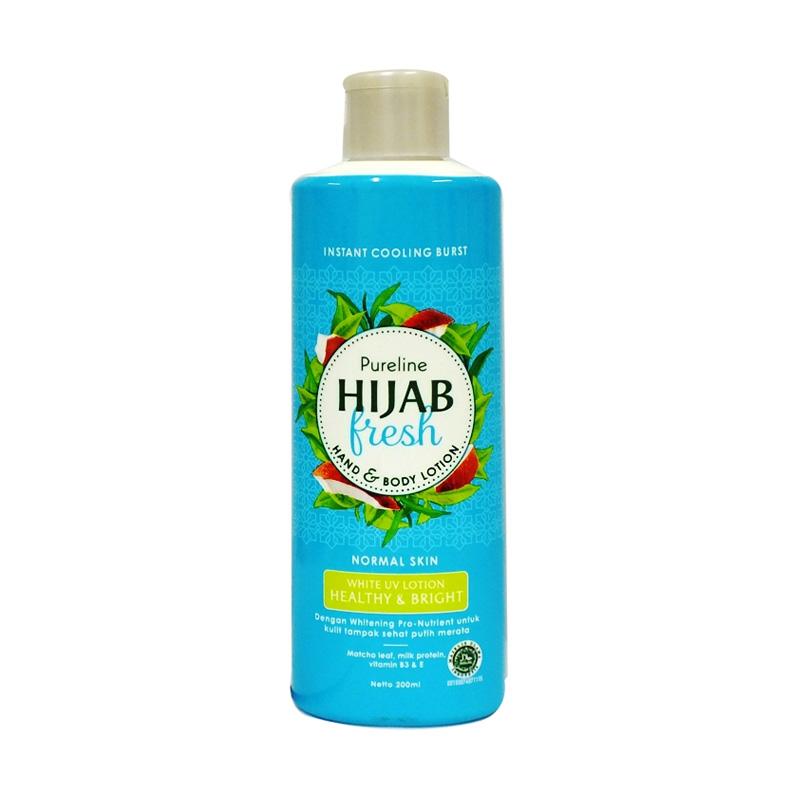 INSTANT COOLING BURST
Pureline
HIJAB
fresh
HAND & BODY LOTION
NORMAL SKIN
WHITE UV LOTION
HEALTHY & BRIGHT
Dengan Whitening Pro-Nutrient untuk
kulit tampak sehat putih merata
Matcha leaf, milk protein,
vitamin B3 & E
Netto 200ml